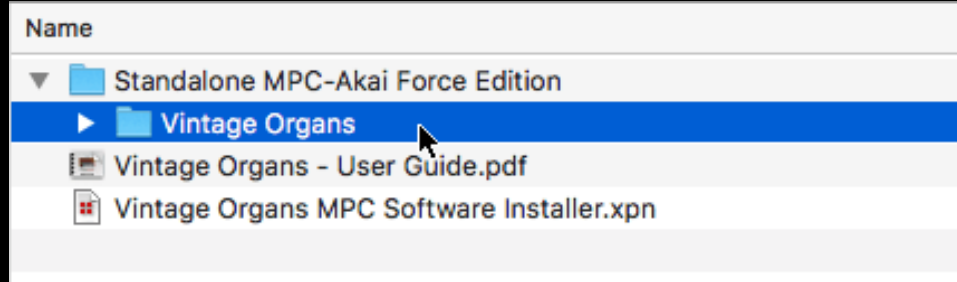 Name
Standalone MPC-Akai Force Edition
Vintage Organs
Vintage Organs - User Guide.pdf
Vintage Organs MPC Software Installer.xpn